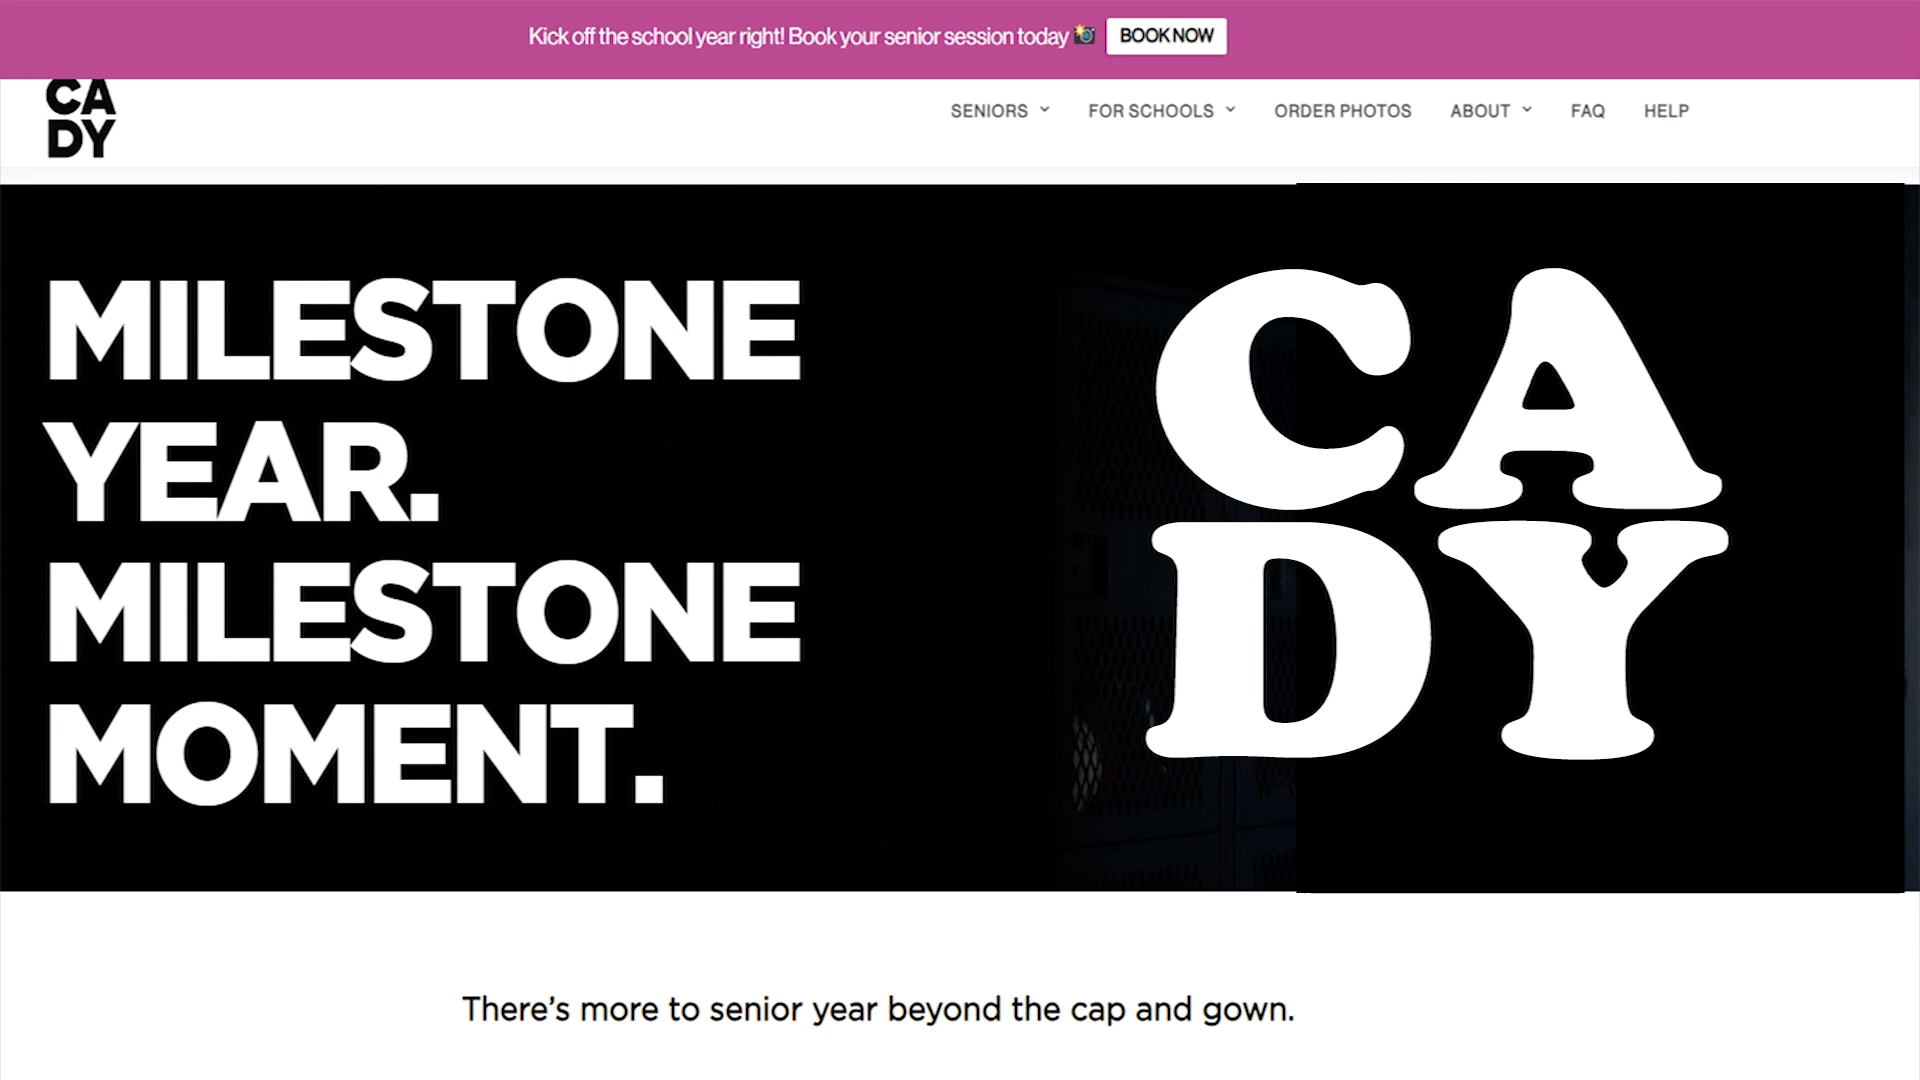 Kick off the school year right! Book your senior session today 📸 BOOK NOW
CA
DY
SENIORS FOR SCHOOLS ORDER PHOTOS ABOUT FAQ HELP
MILESTONE
YEAR.
MILESTONE
MOMENT.
CA
DY
There's more to senior year beyond the cap and gown.